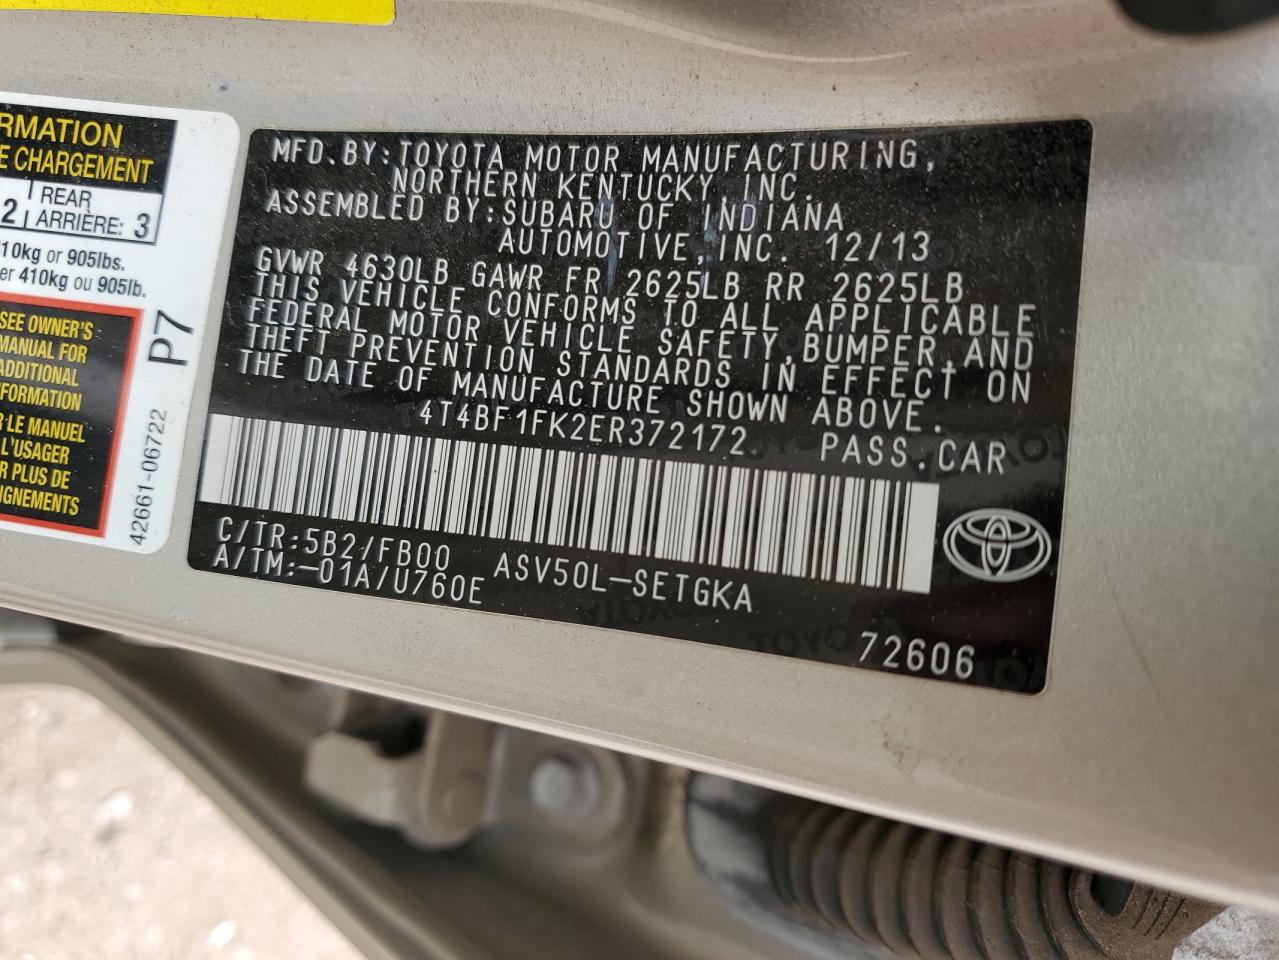 RMATION
E CHARGEMENT
2 REAR
ARRIÈRE: 3
10kg or 905lbs.
er 410kg ou 905lb.
SEE OWNER'S
MANUAL FOR
ADDITIONAL
FORMATION
LE MANUEL
L'USAGER
R PLUS DE
IGNEMENTS
P7
42661-06722
MFD.BY:TOYOTA MOTOR MANUFACTURING,
NORTHERN KENTUCKY, INC.
ASSEMBLED BY:SUBARU OF INDIANA
AUTOMOTIVE,INC. 12/13
GVWR 4630LB GAWR FR 2625LB RR 2625LB
THIS VEHICLE CONFORMS TO ALL APPLICABLE
FEDERAL MOTOR VEHICLE SAFETY,BUMPER,AND
THEFT PREVENTION STANDARDS IN EFFECT ON
THE DATE OF MANUFACTURE SHOWN ABOVE.
4T4BF1FK2ER372172 PASS.CAR
C/TR:5B2/FB00 ASV50L-SETGKA
A/TM:-01A/U760E
72606